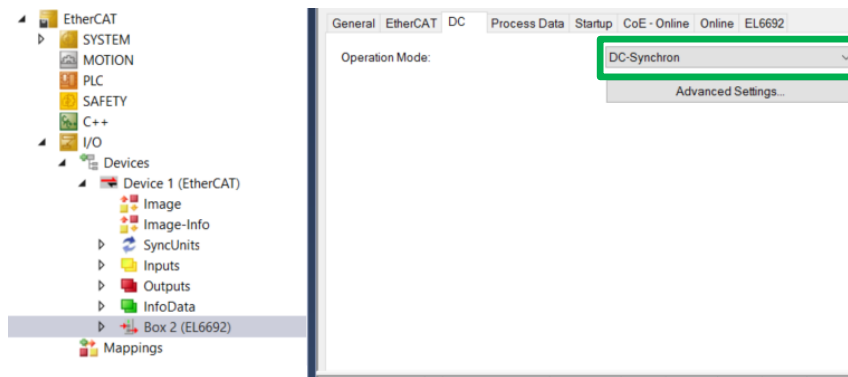 EtherCAT
SYSTEM
MOTION
PLC
SAFETY
C++
I/O
Devices
Device 1 (EtherCAT)
Image
Image-Info
SyncUnits
Inputs
Outputs
InfoData
Box 2 (EL6692)
Mappings
General EtherCAT DC Process Data Startup CoE - Online Online EL6692
Operation Mode: DC-Synchron
Advanced Settings...